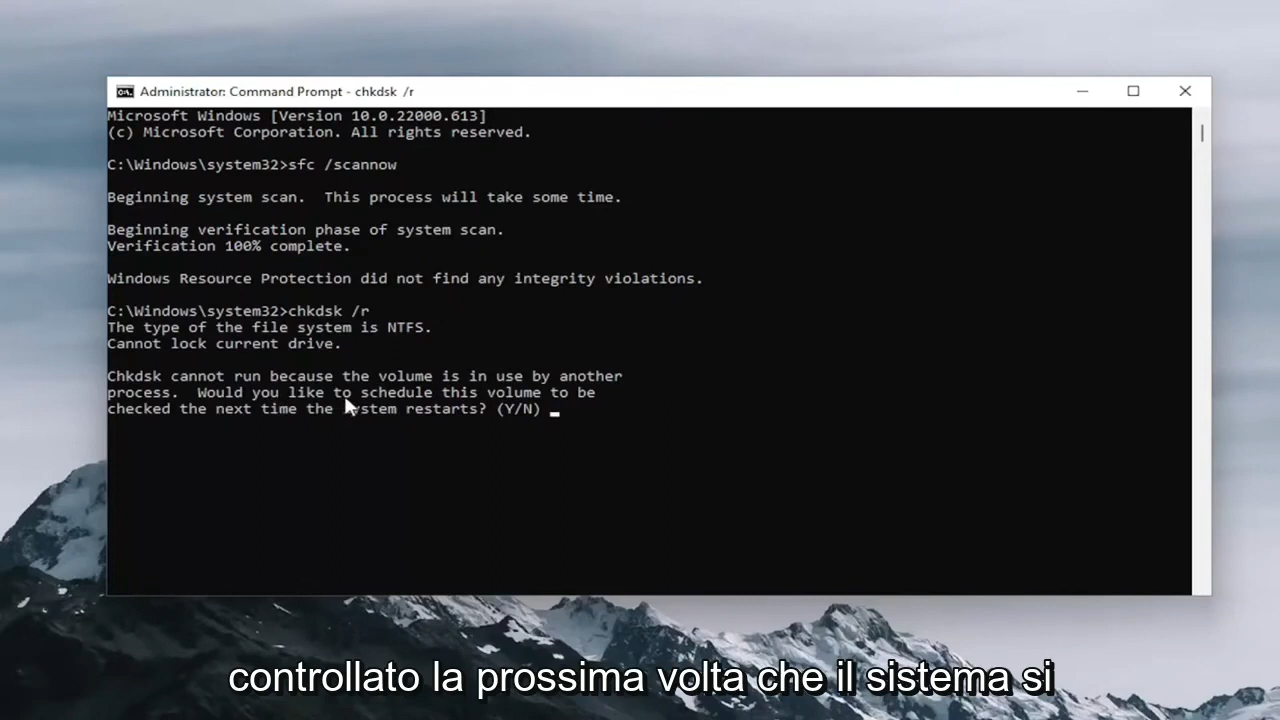 Administrator: Command Prompt - chkdsk /r
Microsoft Windows [Version 10.0.22000.613]
(c) Microsoft Corporation. All rights reserved.
C:\Windows\system32>sfc /scannow
Beginning system scan.  This process will take some time.
Beginning verification phase of system scan.
Verification 100% complete.
Windows Resource Protection did not find any integrity violations.
C:\Windows\system32>chkdsk /r
The type of the file system is NTFS.
Cannot lock current drive.
Chkdsk cannot run because the volume is in use by another
process.  Would you like to schedule this volume to be
checked the next time the system restarts? (Y/N)
controllato la prossima volta che il sistema si